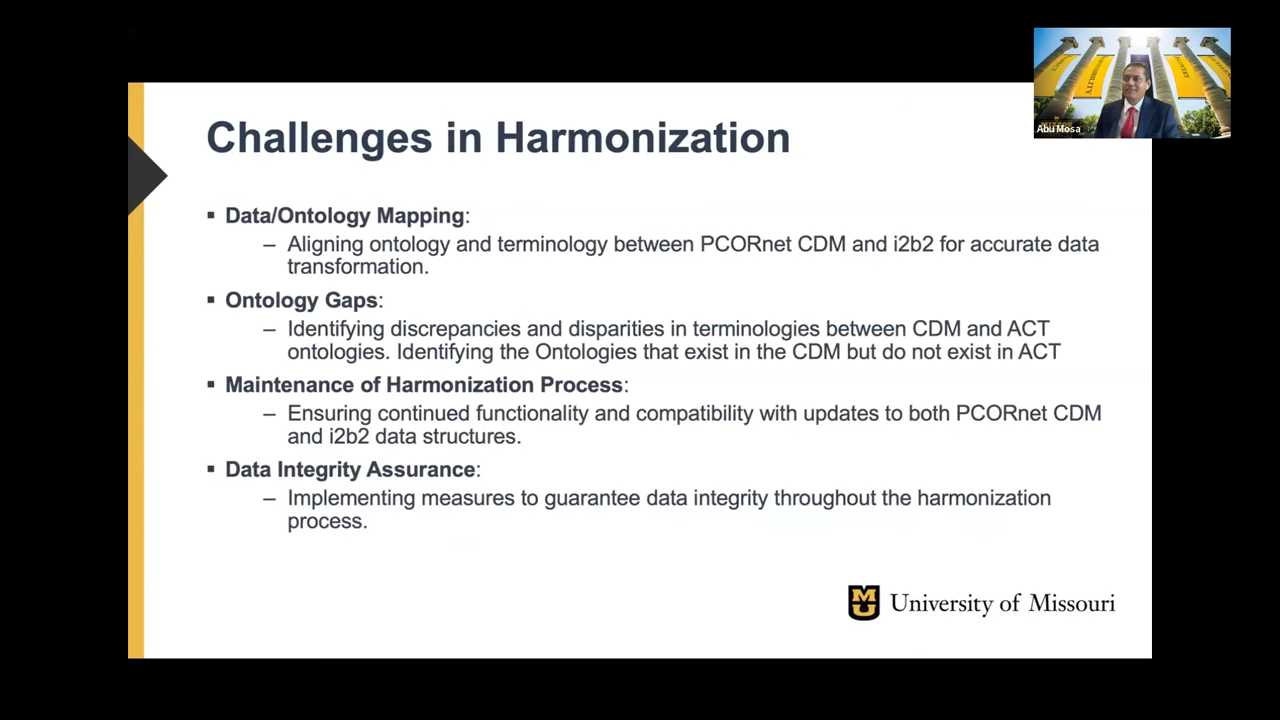 Challenges in Harmonization
▪ Data/Ontology Mapping:
– Aligning ontology and terminology between PCORnet CDM and i2b2 for accurate data
transformation.
▪ Ontology Gaps:
– Identifying discrepancies and disparities in terminologies between CDM and ACT
ontologies. Identifying the Ontologies that exist in the CDM but do not exist in ACT
▪ Maintenance of Harmonization Process:
– Ensuring continued functionality and compatibility with updates to both PCORnet CDM
and i2b2 data structures.
▪ Data Integrity Assurance:
– Implementing measures to guarantee data integrity throughout the harmonization
process.
MU
University of Missouri
Abu Mosa